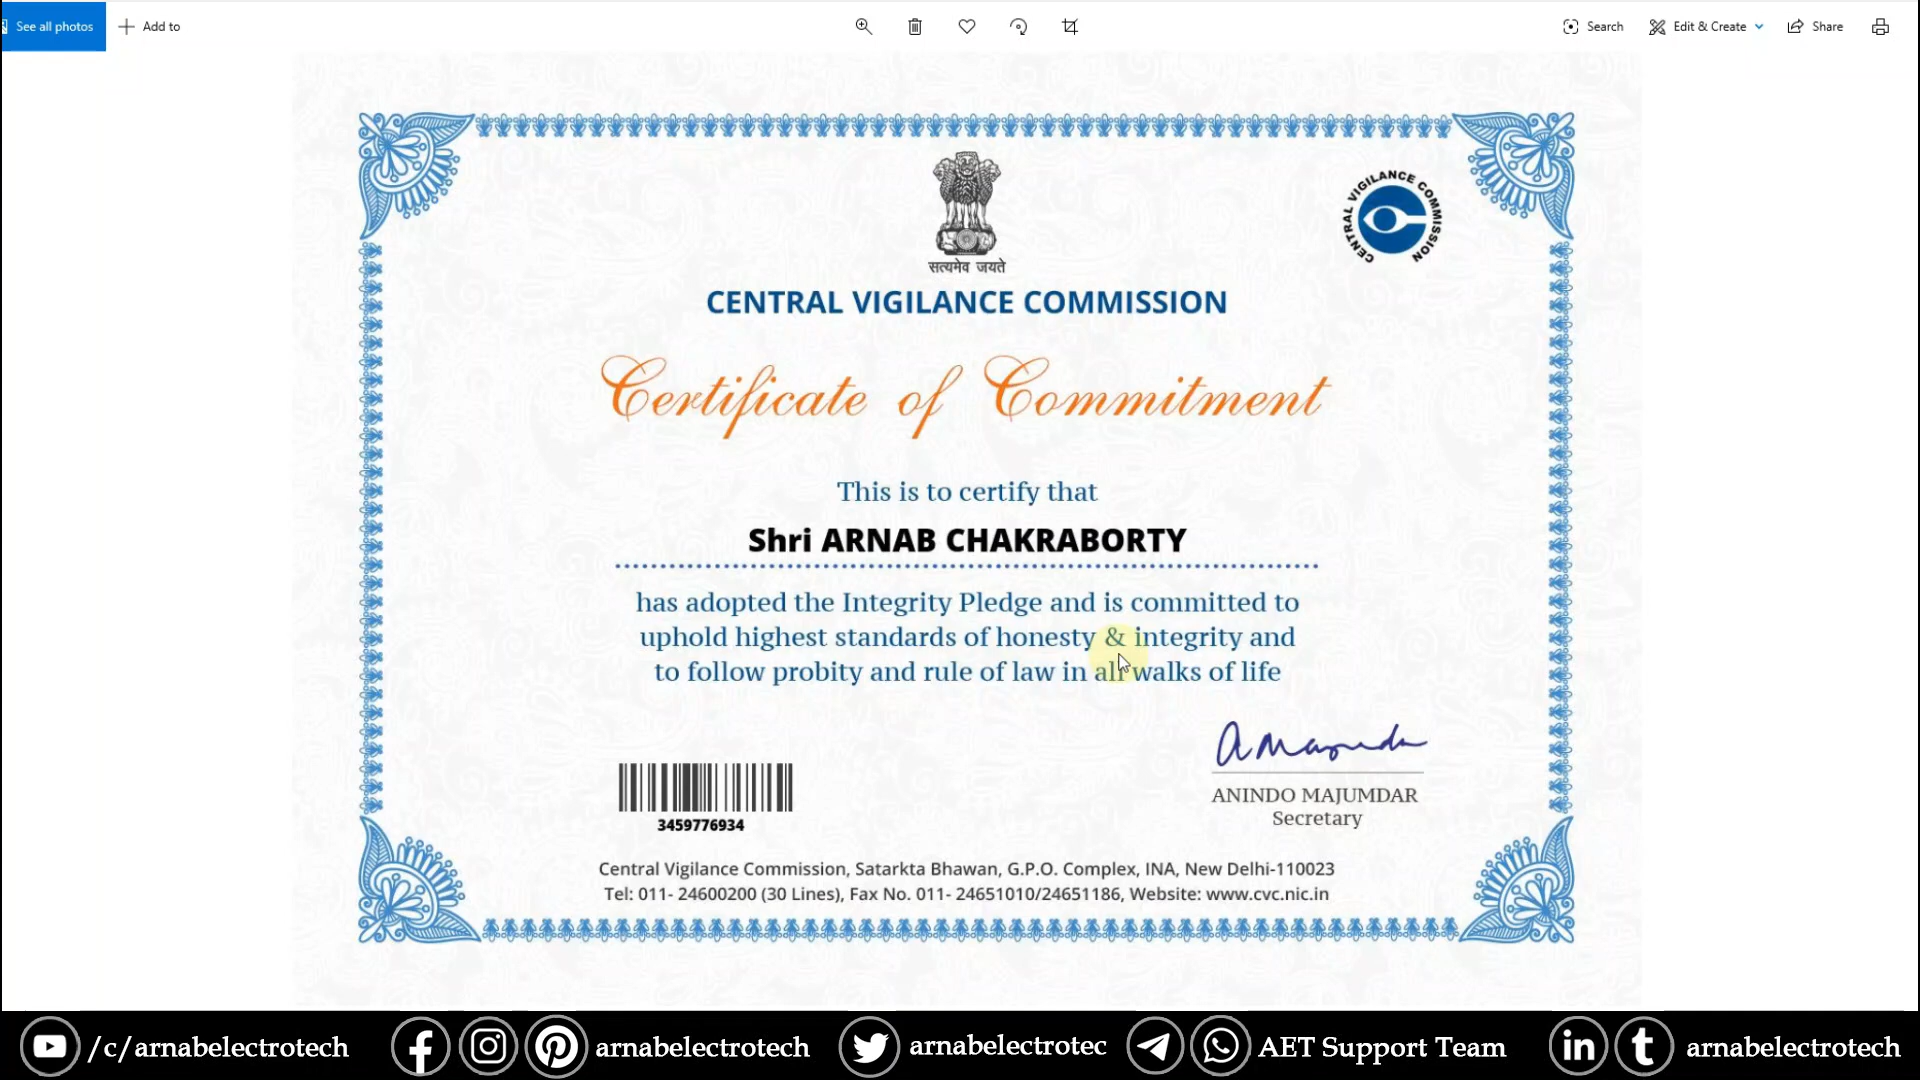 See all photos
Add to
Search
Edit & Create
Share
CENTRAL VIGILANCE COMMISSION
सत्यमेव जयते
CENTRAL VIGILANCE COMMISSION
Certificate of Commitment
This is to certify that
Shri ARNAB CHAKRABORTY
has adopted the Integrity Pledge and is committed to
uphold highest standards of honesty & integrity and
to follow probity and rule of law in all walks of life
A Majumdar
ANINDO MAJUMDAR
Secretary
3459776934
Central Vigilance Commission, Satarkta Bhawan, G.P.O. Complex, INA, New Delhi-110023
Tel: 011- 24600200 (30 Lines), Fax No. 011- 24651010/24651186, Website: www.cvc.nic.in
/c/arnabelectrotech
arnabelectrotech
arnabelectrotec
AET Support Team
arnabelectrotech